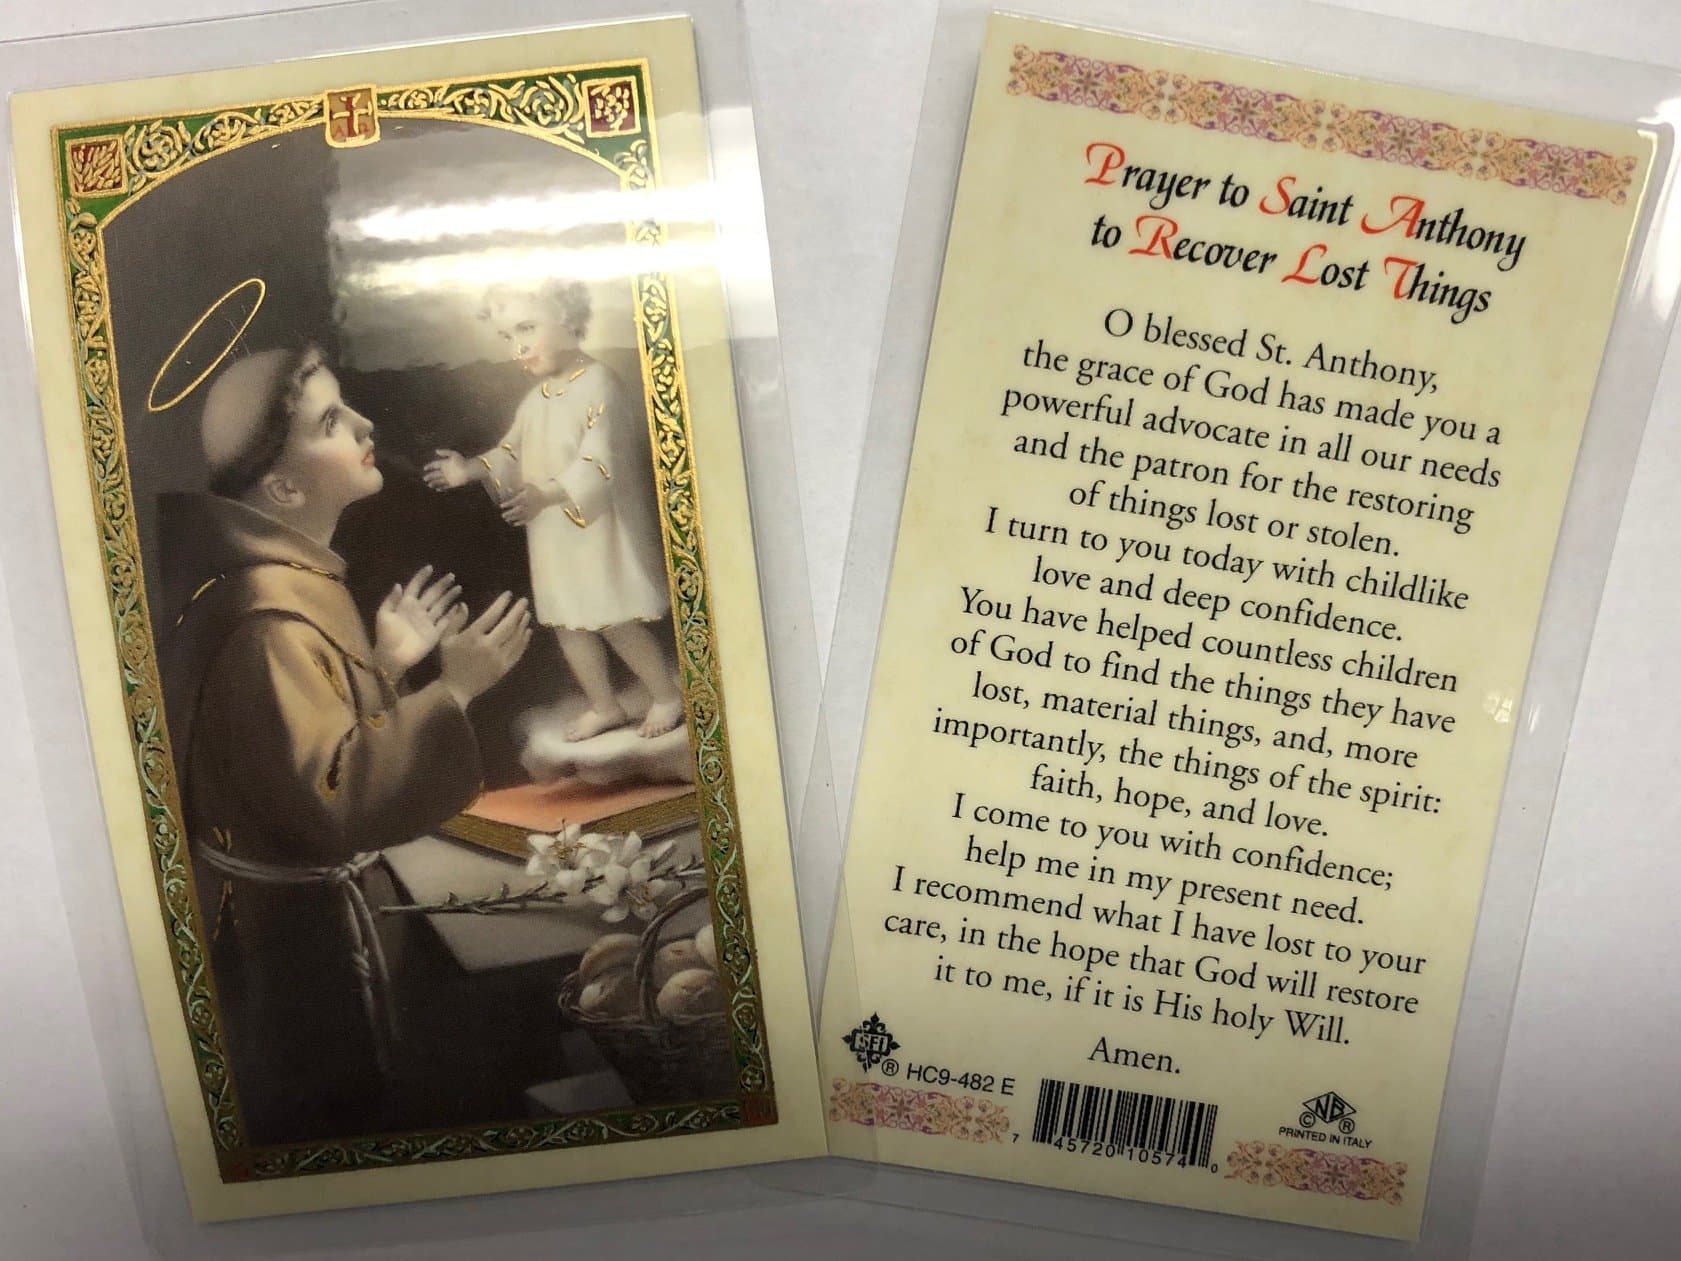 A Ω
Prayer to Saint Anthony
to Recover Lost Things
O blessed St. Anthony,
the grace of God has made you a
powerful advocate in all our needs
and the patron for the restoring
of things lost or stolen.
I turn to you today with childlike
love and deep confidence.
You have helped countless children
of God to find the things they have
lost, material things, and, more
importantly, the things of the spirit:
faith, hope, and love.
I come to you with confidence;
help me in my present need.
I recommend what I have lost to your
care, in the hope that God will restore
it to me, if it is His holy Will.
Amen.
SFI
® HC9-482 E
7 45720 10574 0
© NB ®
PRINTED IN ITALY